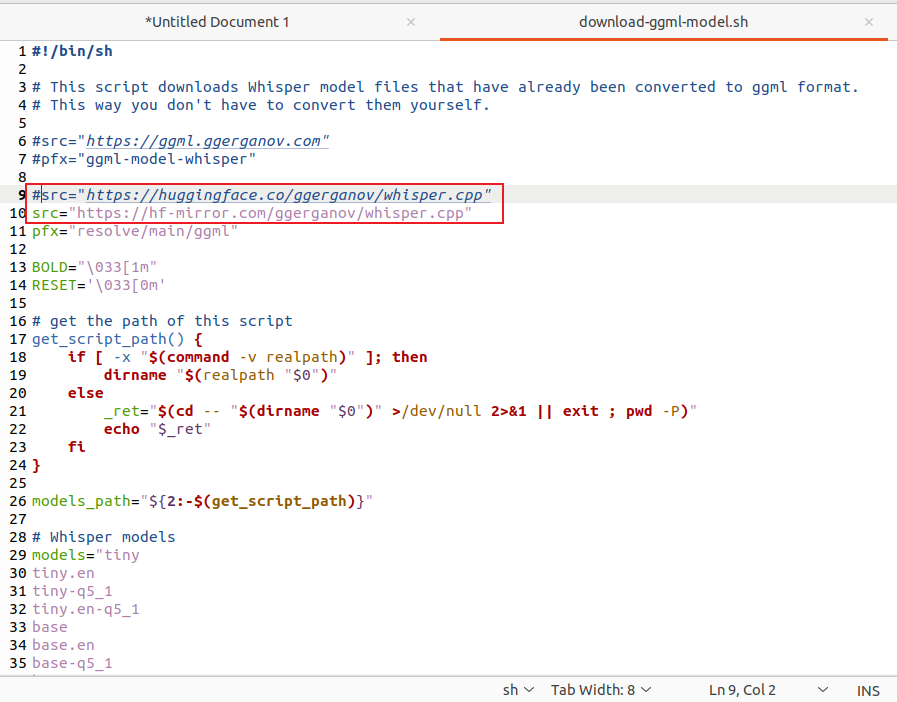 *Untitled Document 1 × download-ggml-model.sh ×
1 #!/bin/sh
2
3 # This script downloads Whisper model files that have already been converted to ggml format.
4 # This way you don't have to convert them yourself.
5
6 #src="https://ggml.ggerganov.com"
7 #pfx="ggml-model-whisper"
8
9 #src="https://huggingface.co/ggerganov/whisper.cpp"
10 src="https://hf-mirror.com/ggerganov/whisper.cpp"
11 pfx="resolve/main/ggml"
12
13 BOLD="\033[1m"
14 RESET='\033[0m'
15
16 # get the path of this script
17 get_script_path() {
18     if [ -x "$(command -v realpath)" ]; then
19         dirname "$(realpath "$0")"
20     else
21         _ret="$(cd -- "$(dirname "$0")" >/dev/null 2>&1 || exit ; pwd -P)"
22         echo "$_ret"
23     fi
24 }
25
26 models_path="${2:-$(get_script_path)}"
27
28 # Whisper models
29 models="tiny
30 tiny.en
31 tiny-q5_1
32 tiny.en-q5_1
33 base
34 base.en
35 base-q5_1
sh Tab Width: 8 Ln 9, Col 2 INS